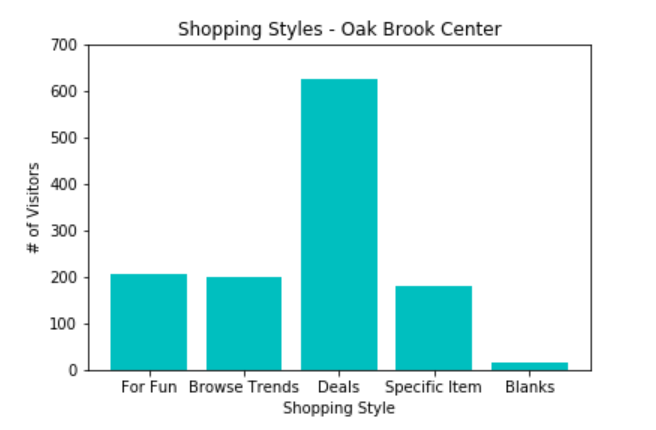 Shopping Styles - Oak Brook Center
700
600
500
400
300
200
100
0
# of Visitors
For Fun Browse Trends Deals Specific Item Blanks
Shopping Style